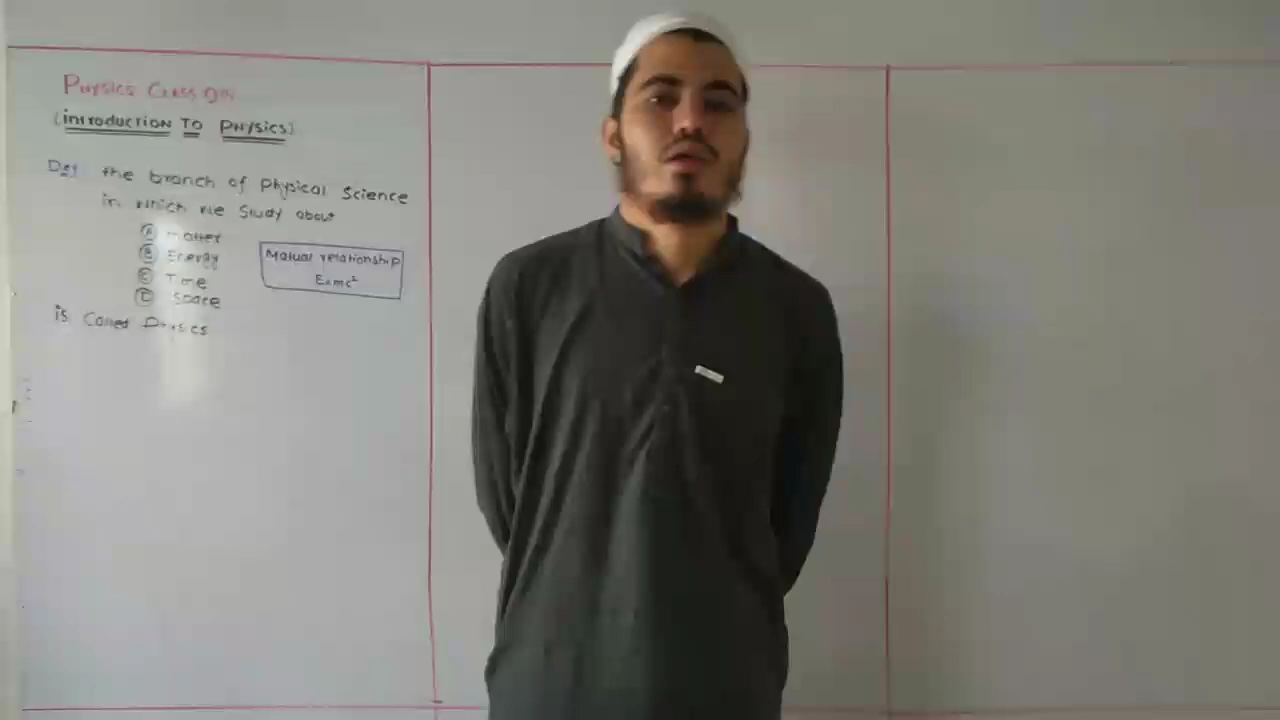 Physics Class 9th
(introduction To Physics)
Def the branch of Physical Science
in which we Study about
(A) Matter
(B) Energy
(C) Time
(D) Space
Mutual relationship
E=mc²
is Called Physics